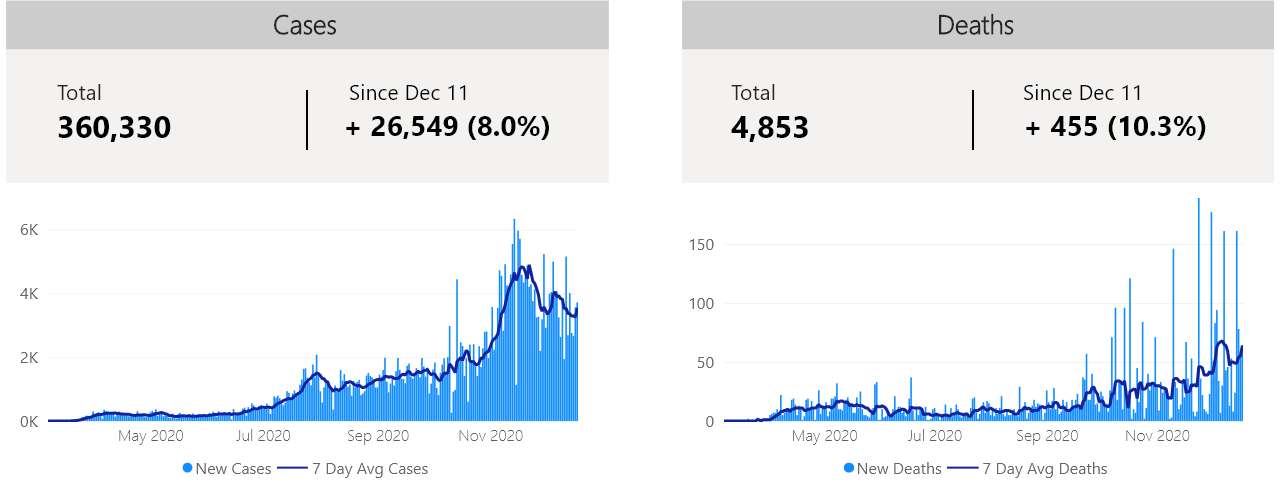 Cases
Total
360,330
Since Dec 11
+ 26,549 (8.0%)
6K
4K
2K
0K
May 2020
Jul 2020
Sep 2020
Nov 2020
New Cases
7 Day Avg Cases
Deaths
Total
4,853
Since Dec 11
+ 455 (10.3%)
150
100
50
0
May 2020
Jul 2020
Sep 2020
Nov 2020
New Deaths
7 Day Avg Deaths